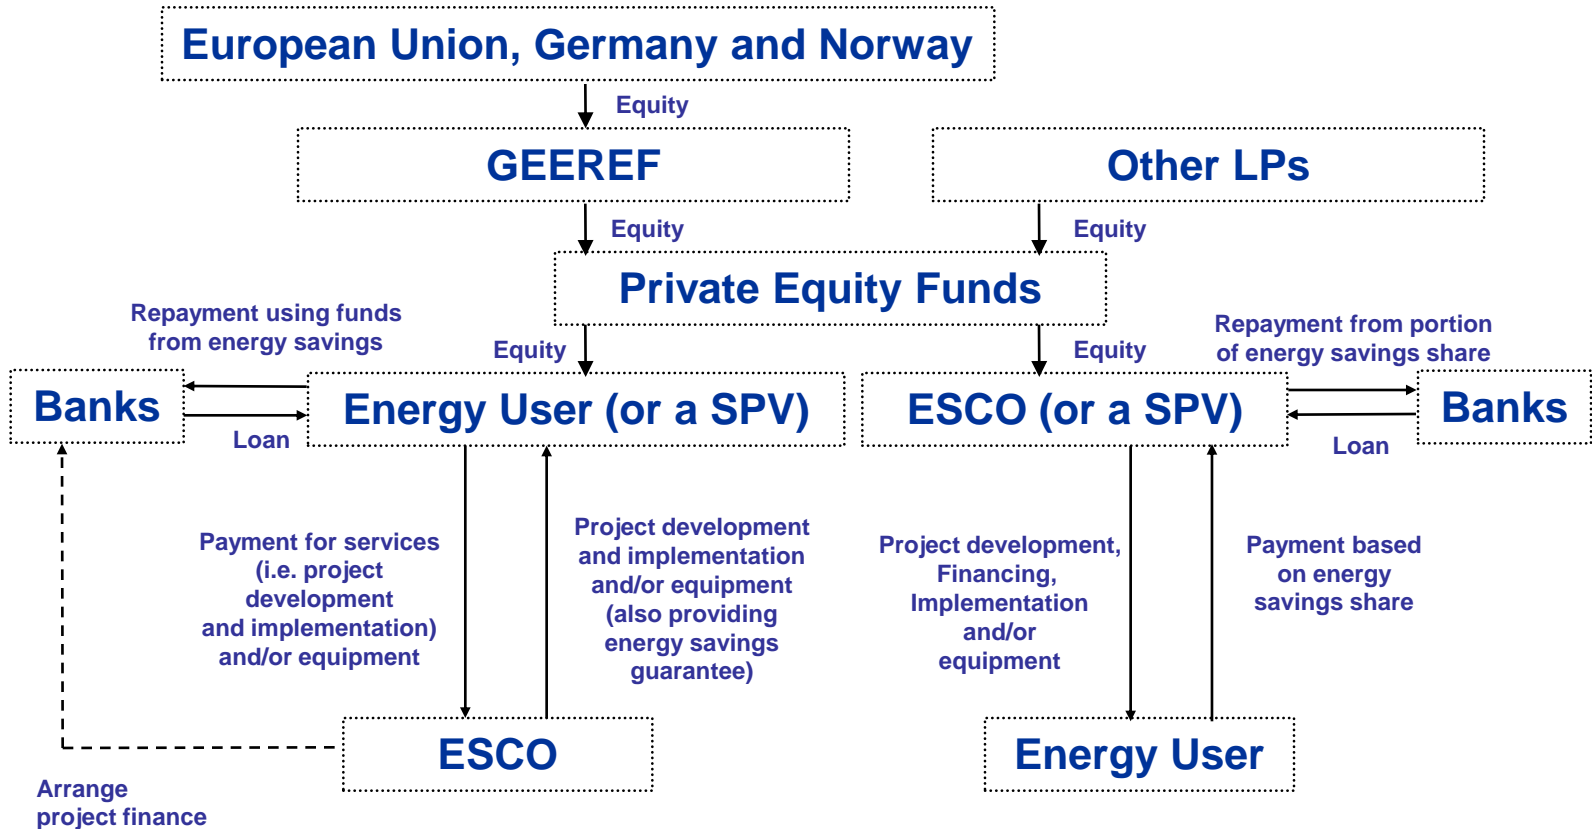 European Union, Germany and Norway
Equity
GEEREF
Other LPs
Equity
Equity
Private Equity Funds
Repayment using funds
from energy savings
Equity
Equity
Repayment from portion
of energy savings share
Banks
Energy User (or a SPV)
ESCO (or a SPV)
Banks
Loan
Loan
Payment for services
(i.e. project
development
and implementation)
and/or equipment
Project development
and implementation
and/or equipment
(also providing
energy savings
guarantee)
Project development,
Financing,
Implementation
and/or
equipment
Payment based
on energy
savings share
ESCO
Energy User
Arrange
project finance